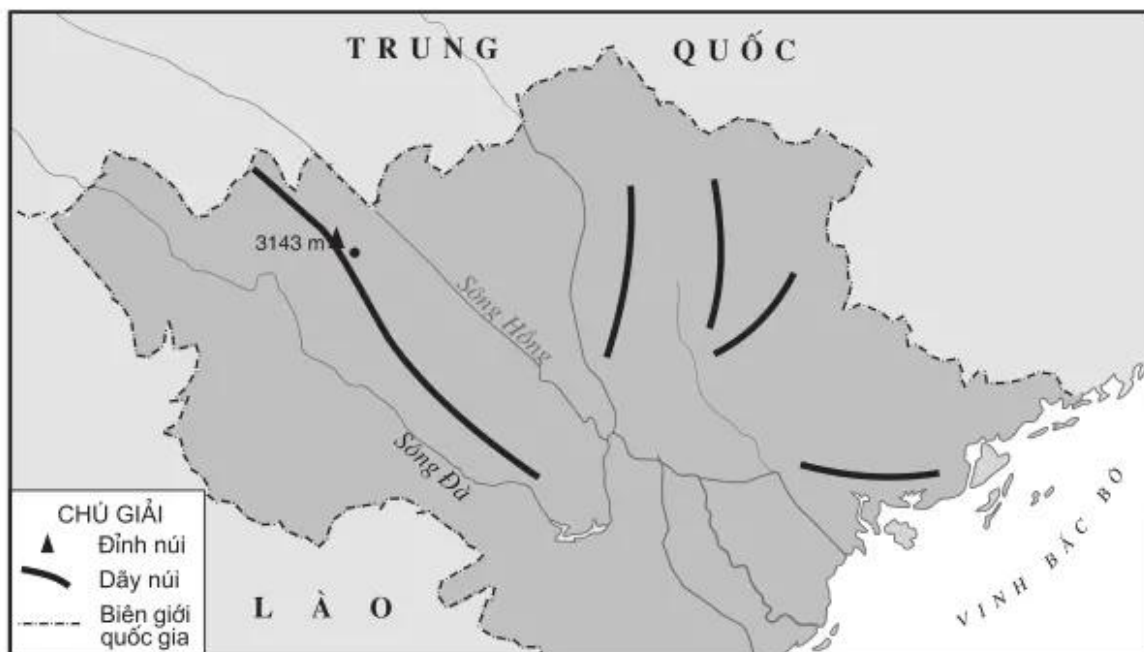 TRUNG QUỐC
3143 m
Sông Hồng
Sông Đà
LÀO
VỊNH BẮC BỘ
CHÚ GIẢI
Đỉnh núi
Dãy núi
Biên giới
quốc gia